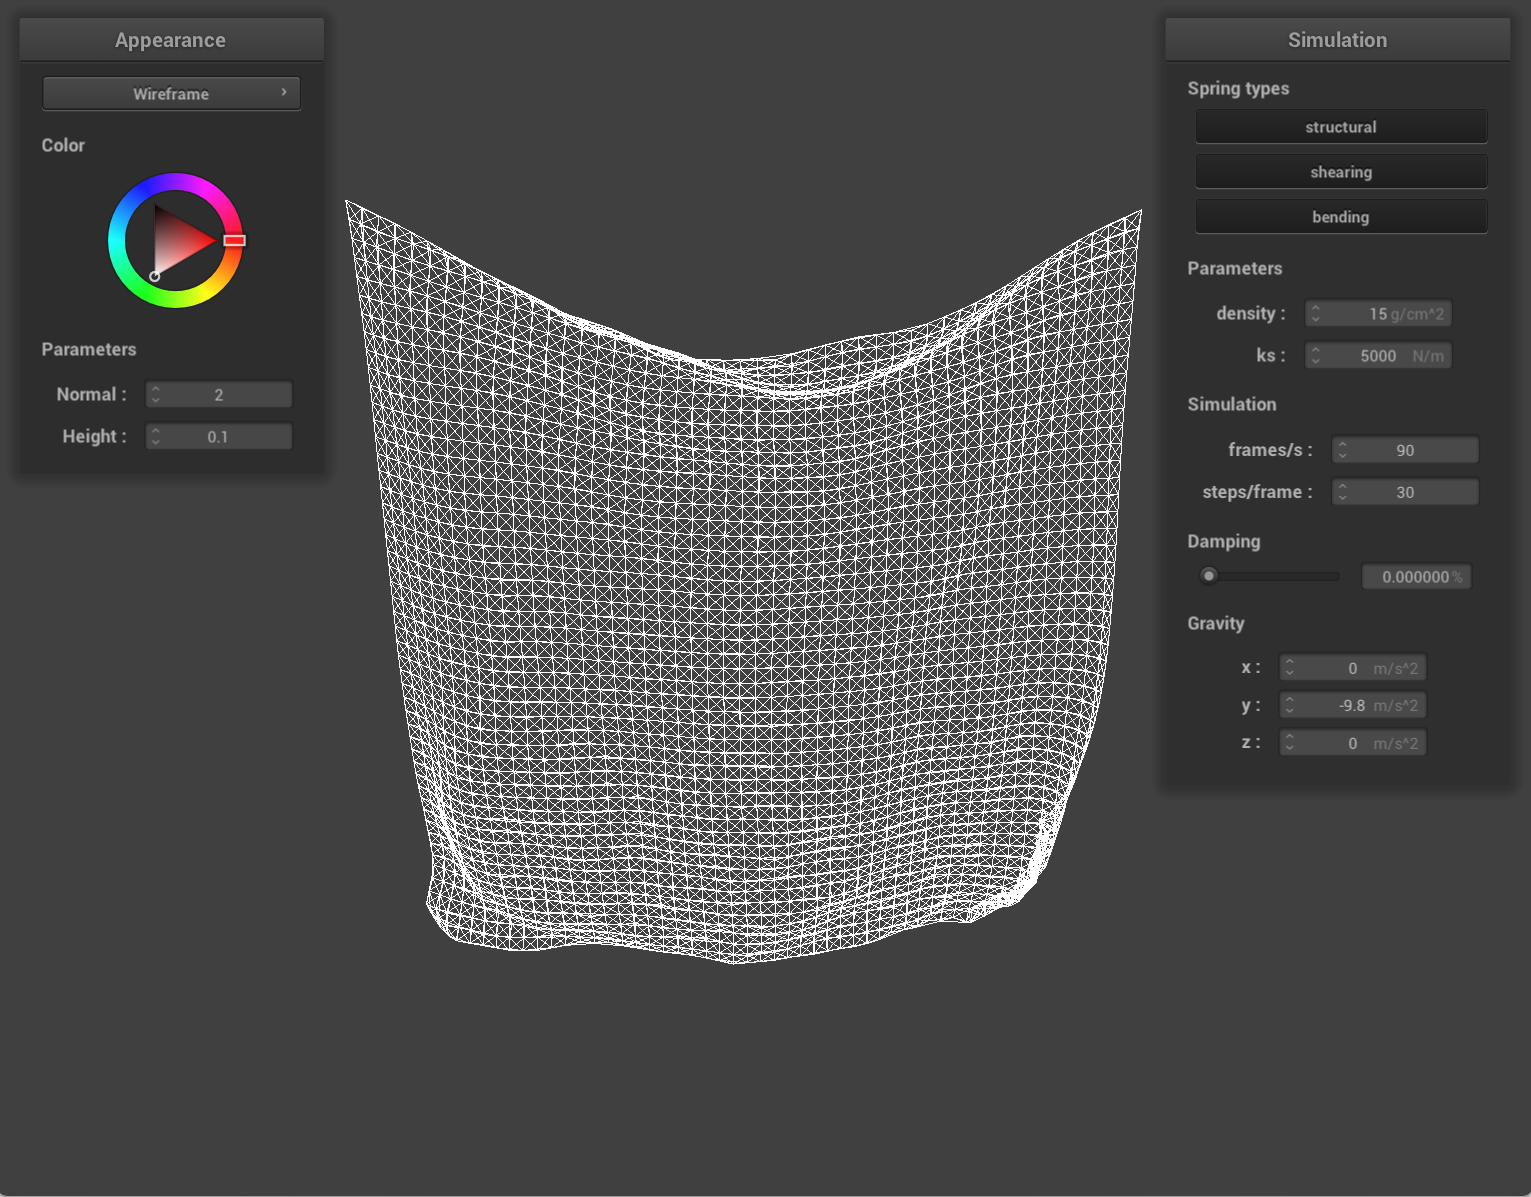 Appearance
Wireframe
Color
Parameters
Normal : 2
Height : 0.1
Simulation
Spring types
structural
shearing
bending
Parameters
density : 15 g/cm^2
ks : 5000 N/m
Simulation
frames/s : 90
steps/frame : 30
Damping
0.000000 %
Gravity
x : 0 m/s^2
y : -9.8 m/s^2
z : 0 m/s^2